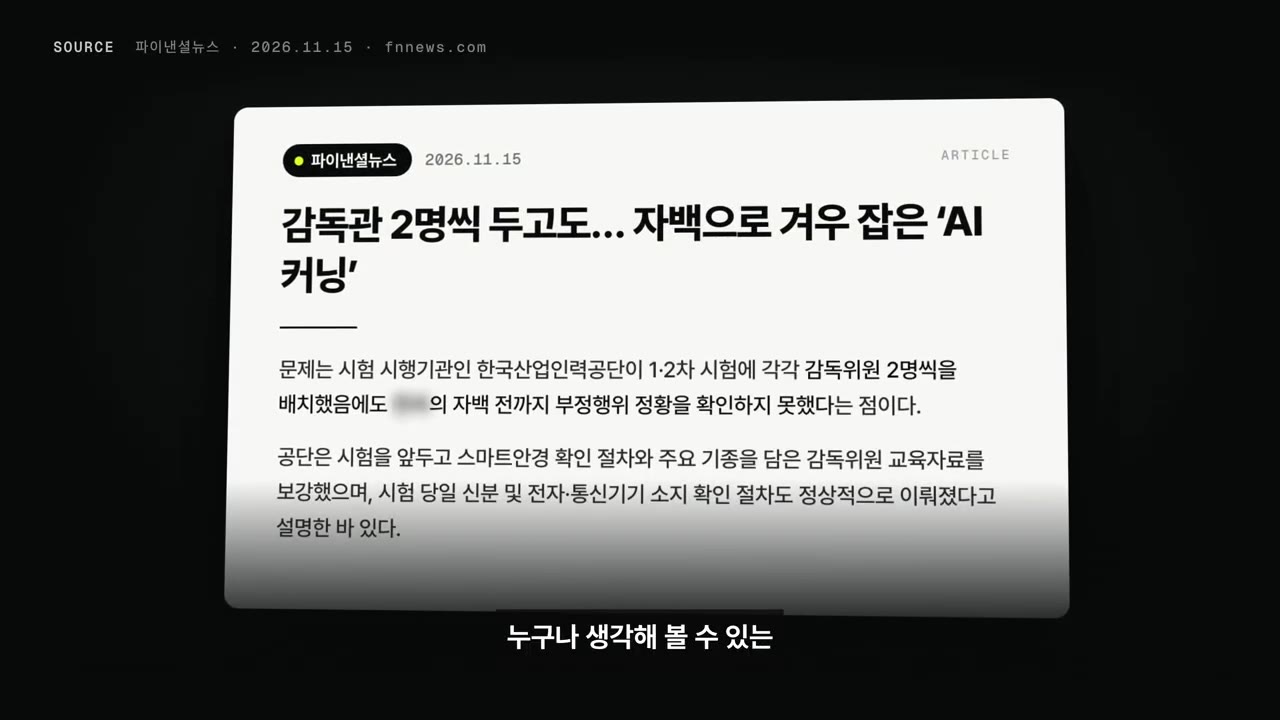 SOURCE 파이낸셜뉴스 · 2026.11.15 · fnnews.com
파이낸셜뉴스 2026.11.15 ARTICLE
감독관 2명씩 두고도… 자백으로 겨우 잡은 ‘AI
커닝’
문제는 시험 시행기관인 한국산업인력공단이 1·2차 시험에 각각 감독위원 2명씩을
배치했음에도 의 자백 전까지 부정행위 정황을 확인하지 못했다는 점이다.
공단은 시험을 앞두고 스마트안경 확인 절차와 주요 기종을 담은 감독위원 교육자료를
보강했으며, 시험 당일 신분 및 전자·통신기기 소지 확인 절차도 정상적으로 이뤄졌다고
설명한 바 있다.
누구나 생각해 볼 수 있는